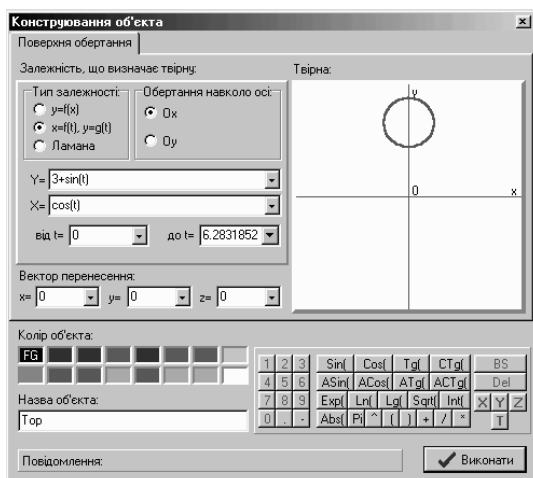 Конструювання об'єкта
Поверхня обертання
Залежність, що визначає твірну:
Твірна:
Тип залежності:
y=f(x)
x=f(t), y=g(t)
Ламана
Обертання навколо осі:
Ox
Oy
Y= 3+sin(t)
X= cos(t)
від t= 0 до t= 6.2831852
y
0 x
Вектор перенесення:
x= 0 y= 0 z= 0
Колір об'єкта:
FG
Назва об'єкта:
Top
1 2 3 Sin( Cos( Tg( CTg( BS
4 5 6 ASin( ACos( ATg( ACTg( Del
7 8 9 Exp( Ln( Lg( Sqrt( Int( X Y Z
0 . - Abs( Pi ^ ( ) + / * T
Повідомлення:
Виконати